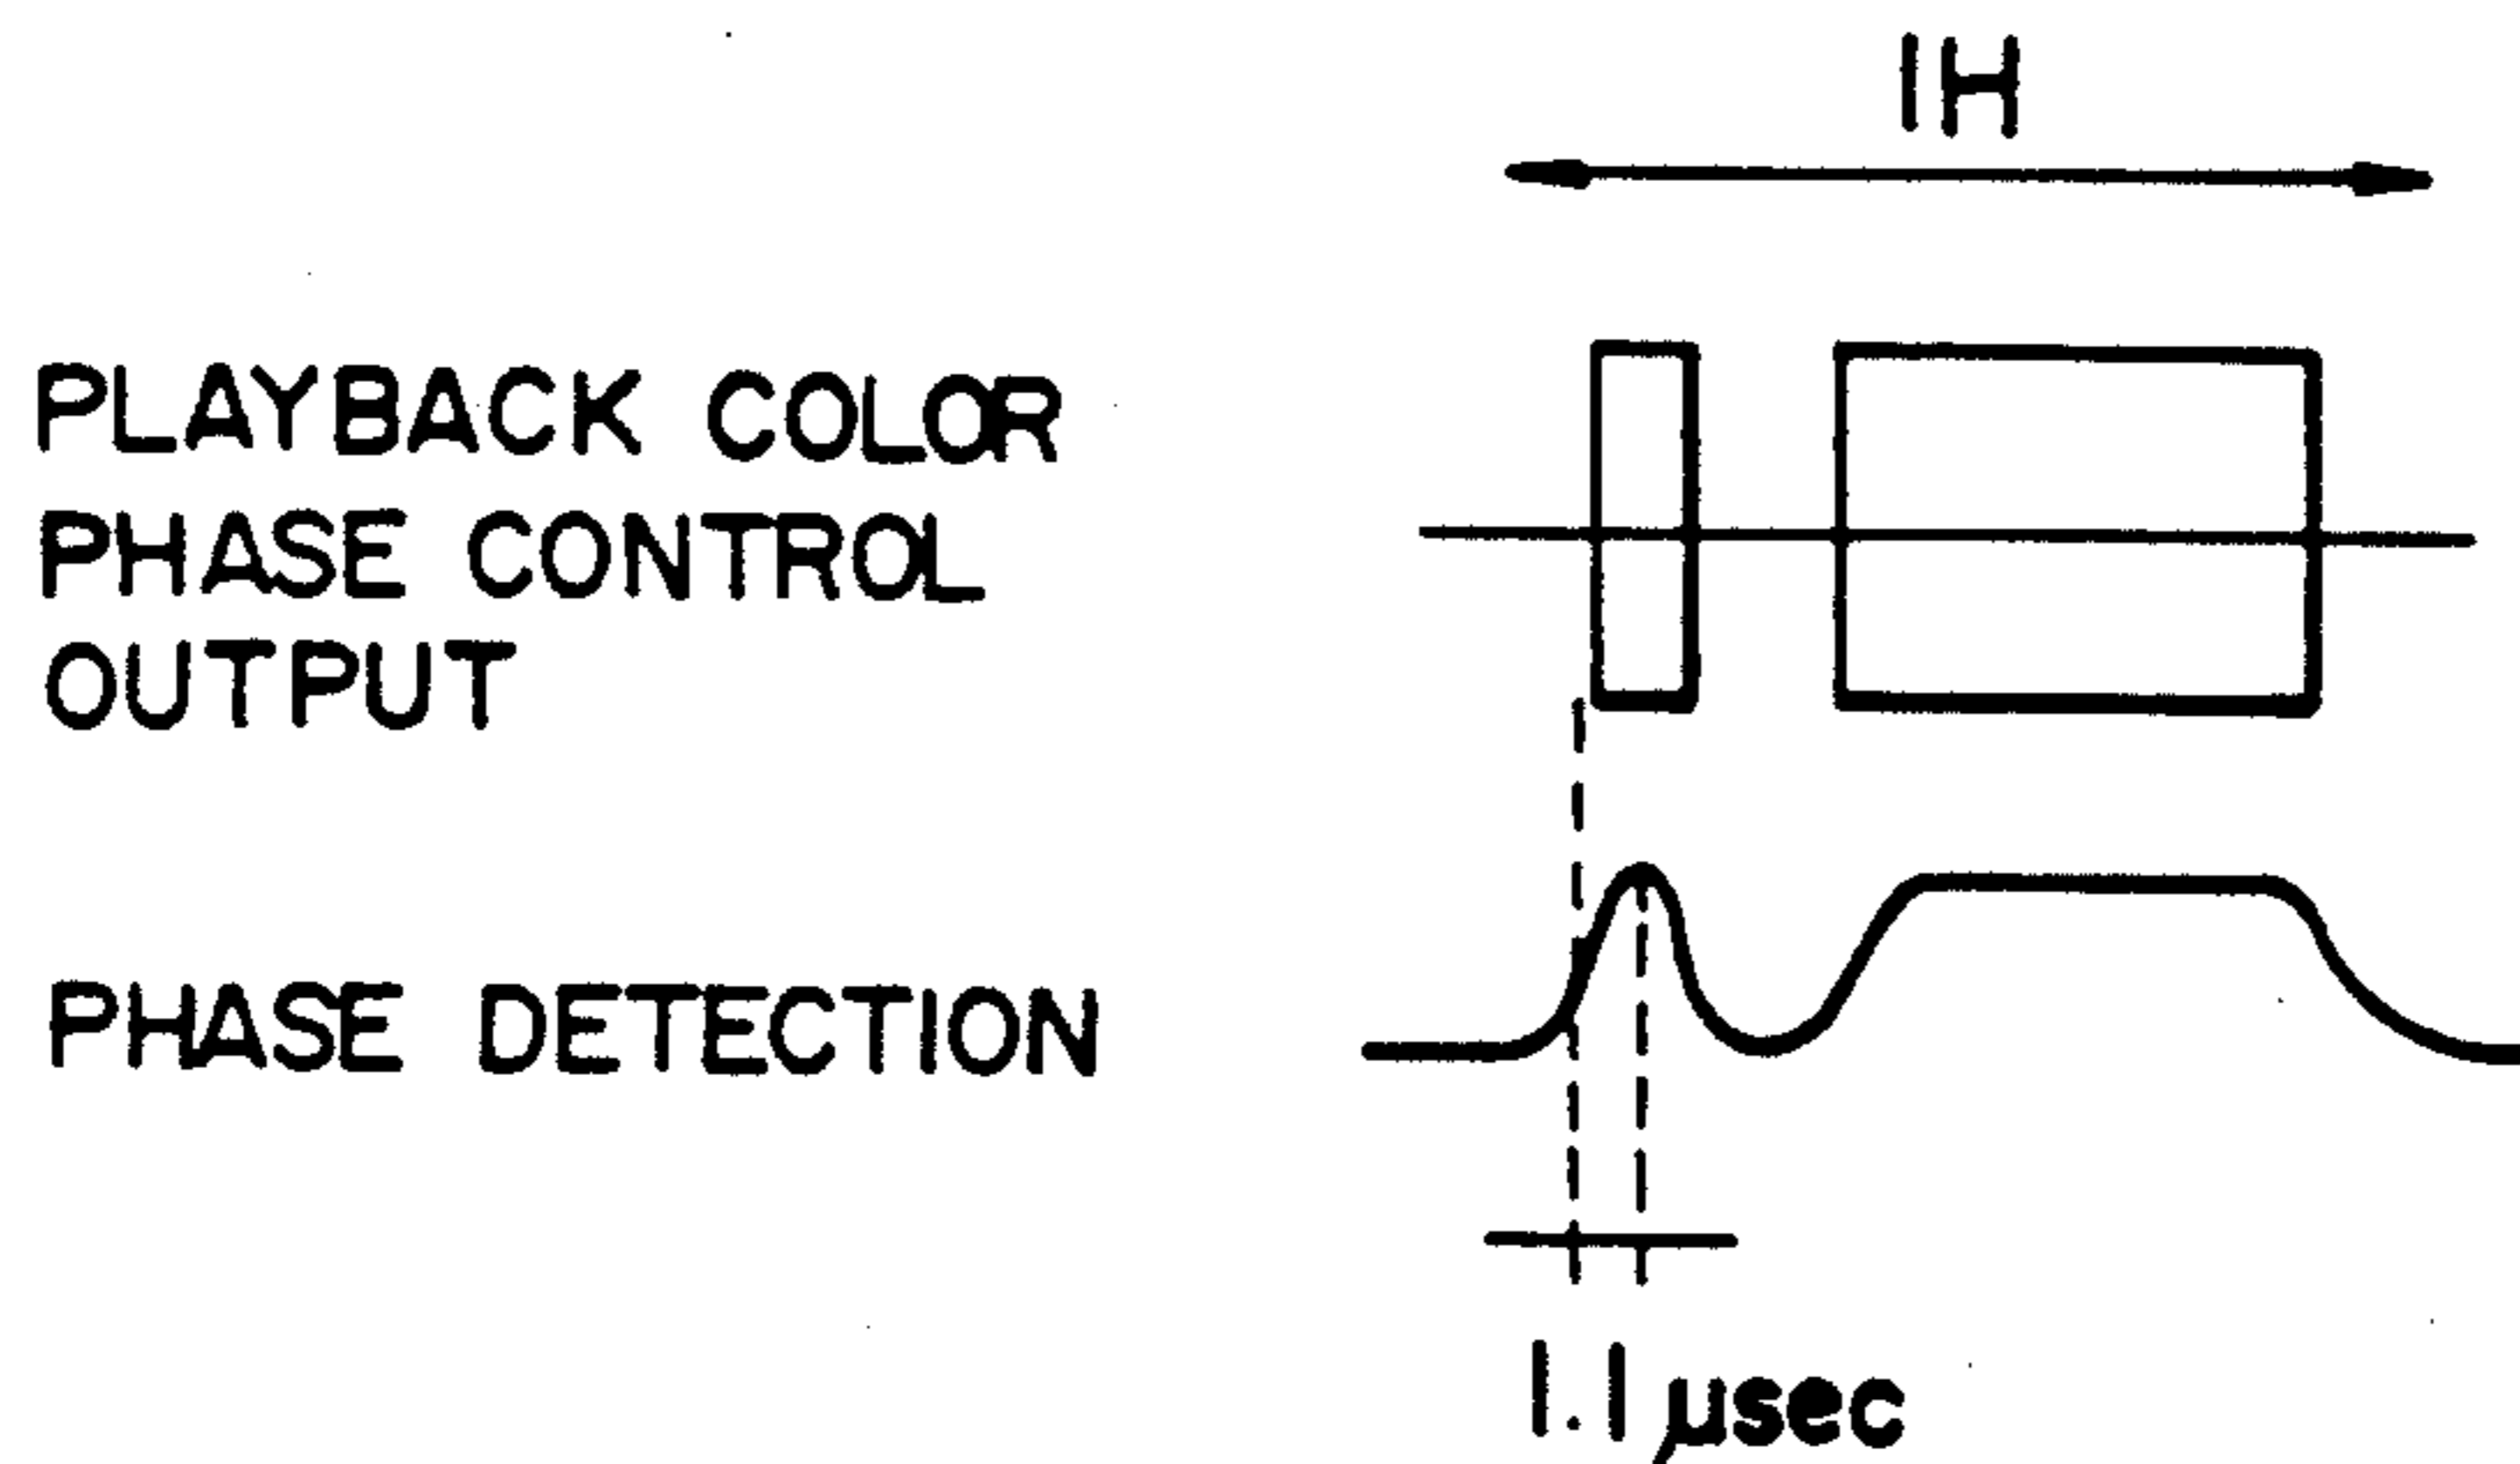 1H
PLAYBACK COLOR
PHASE CONTROL
OUTPUT
PHASE DETECTION
1.1 µsec